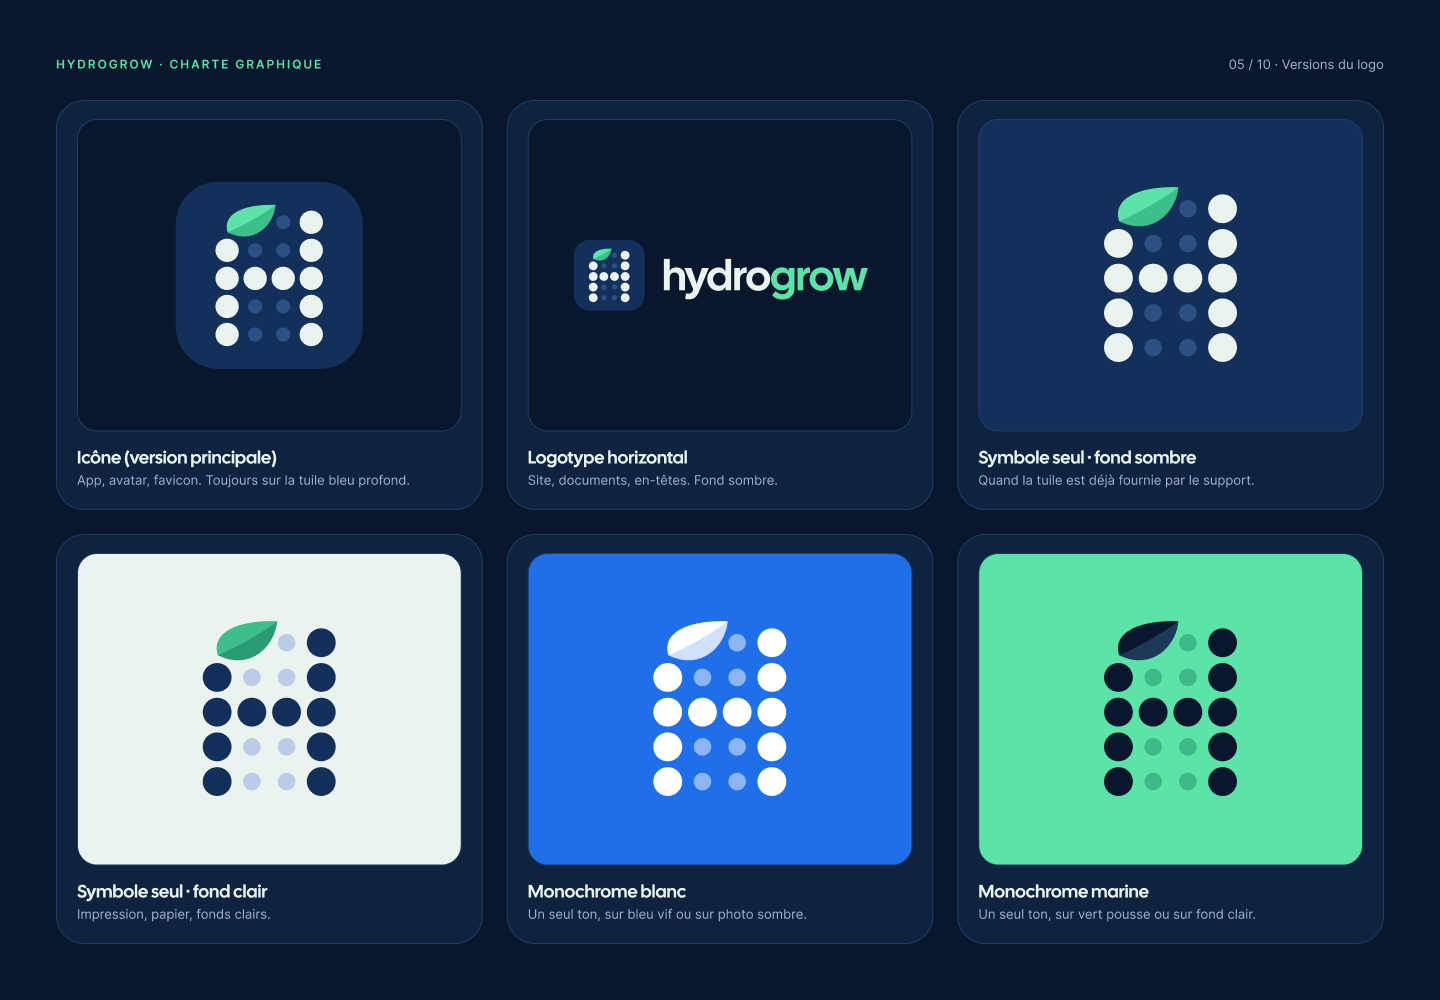 HYDROGROW · CHARTE GRAPHIQUE
05 / 10 · Versions du logo
hydrogrow
Icône (version principale)
App, avatar, favicon. Toujours sur la tuile bleu profond.
Logotype horizontal
Site, documents, en-têtes. Fond sombre.
Symbole seul · fond sombre
Quand la tuile est déjà fournie par le support.
Symbole seul · fond clair
Impression, papier, fonds clairs.
Monochrome blanc
Un seul ton, sur bleu vif ou sur photo sombre.
Monochrome marine
Un seul ton, sur vert pousse ou sur fond clair.